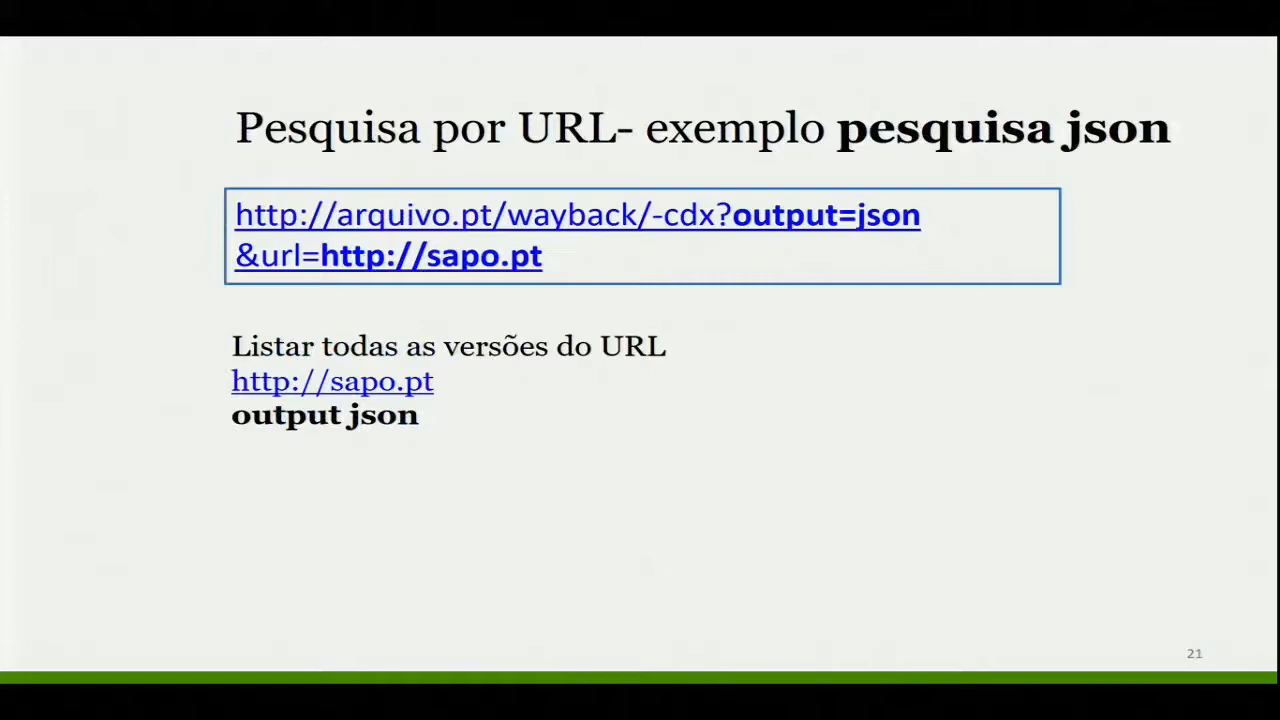 Pesquisa por URL- exemplo pesquisa json
http://arquivo.pt/wayback/-cdx?output=json
&url=http://sapo.pt
Listar todas as versões do URL
http://sapo.pt
output json
21